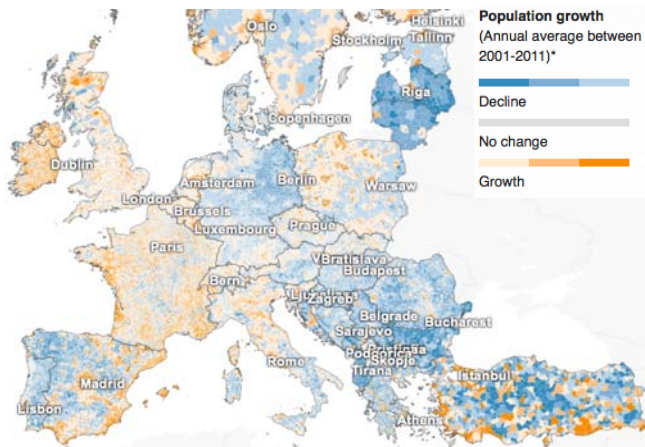 Helsinki
Oslo
Tallinn
Stockholm
Riga
Copenhagen
Dublin
Amsterdam
Berlin
Warsaw
London
Brussels
Luxembourg
Prague
Paris
Bratislava
Budapest
Bern
Ljubljana
Zagreb
Belgrade
Bucharest
Sarajevo
Pristina
Podgorica
Skopje
Rome
Tirana
Istanbul
Madrid
Lisbon
Athens
Population growth
(Annual average between
2001-2011)*
Decline
No change
Growth